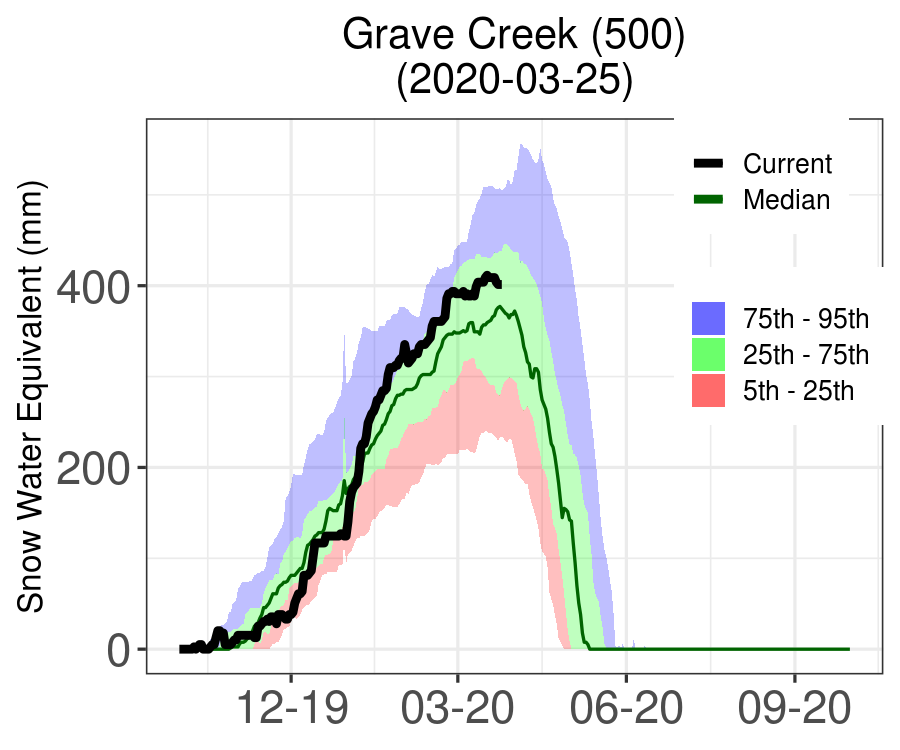 Grave Creek (500)
(2020-03-25)
Snow Water Equivalent (mm)
400
200
0
12-19
03-20
06-20
09-20
Current
Median
75th - 95th
25th - 75th
5th - 25th